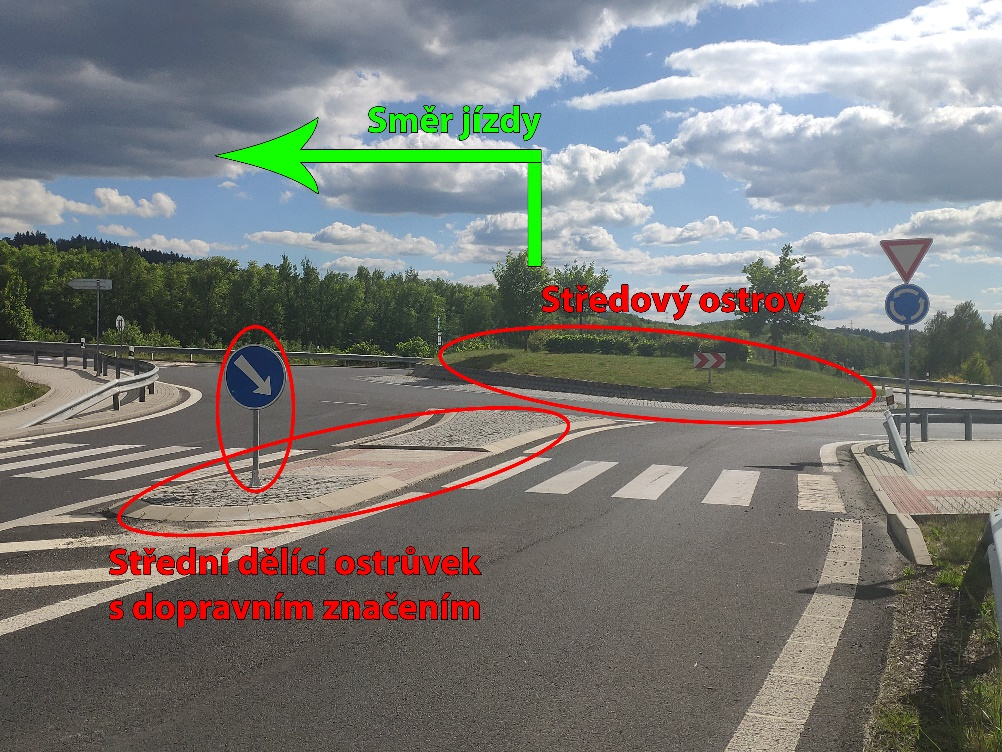 Směr jízdy
Středový ostrov
Střední dělící ostrůvek
s dopravním značením